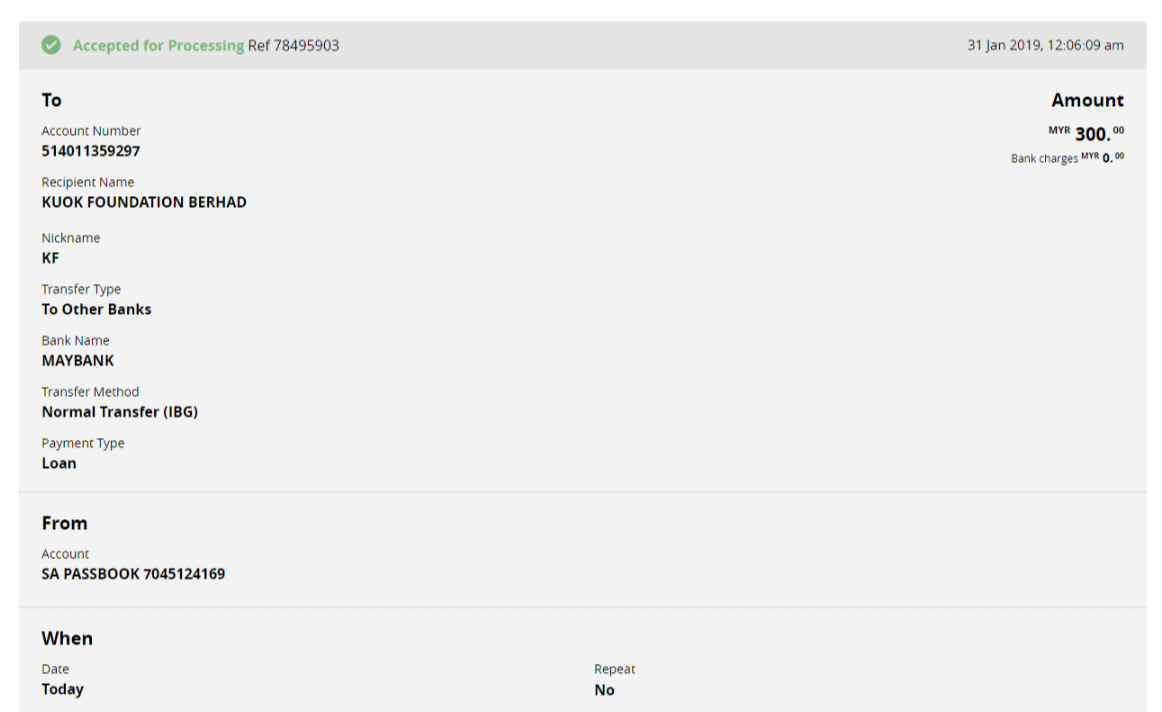 Accepted for Processing Ref 78495903
31 Jan 2019, 12:06:09 am
To
Amount
Account Number
514011359297
MYR 300.00
Bank charges MYR 0.00
Recipient Name
KUOK FOUNDATION BERHAD
Nickname
KF
Transfer Type
To Other Banks
Bank Name
MAYBANK
Transfer Method
Normal Transfer (IBG)
Payment Type
Loan
From
Account
SA PASSBOOK 7045124169
When
Date
Today
Repeat
No